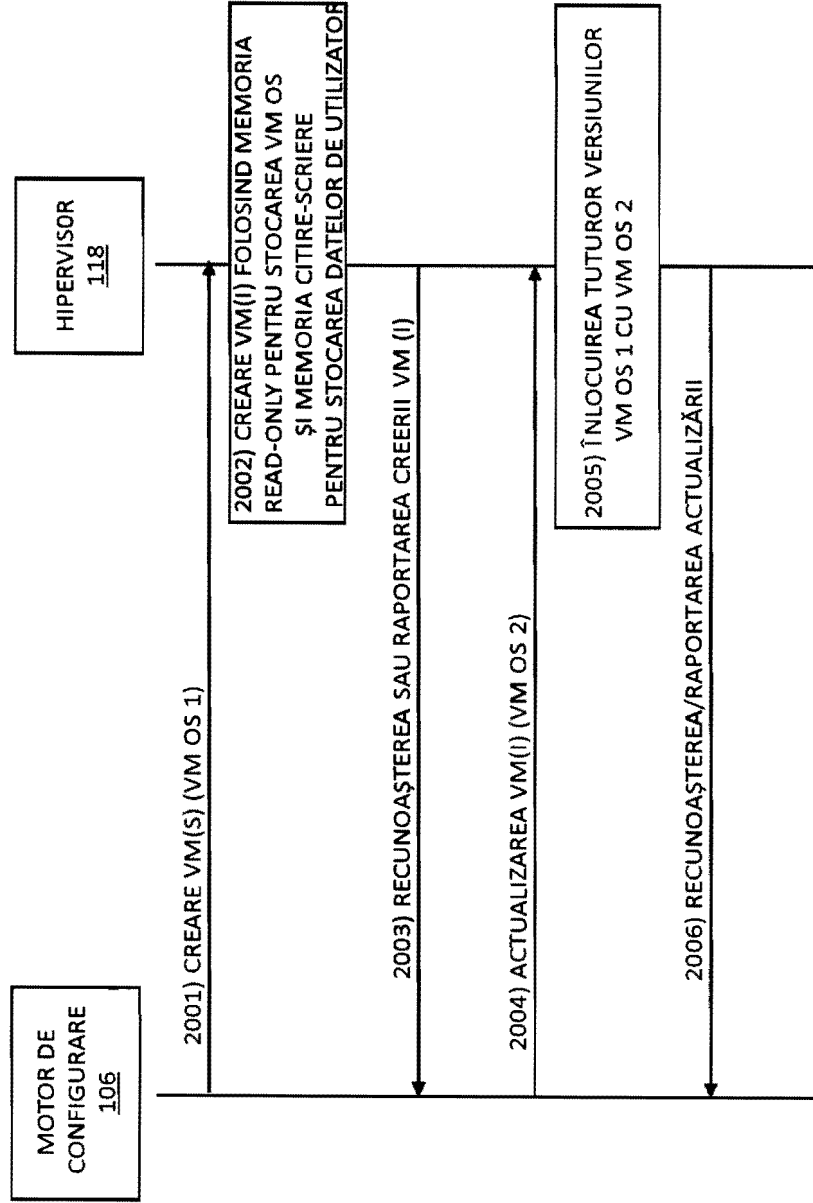 MOTOR DE
CONFIGURARE
106
HIPERVISOR
118
2001) CREARE VM(S) (VM OS 1)
2002) CREARE VM(I) FOLOSIND MEMORIA
READ-ONLY PENTRU STOCAREA VM OS
ȘI MEMORIA CITIRE-SCRIERE
PENTRU STOCAREA DATELOR DE UTILIZATOR
2003) RECUNOAȘTEREA SAU RAPORTAREA CREERII VM (I)
2004) ACTUALIZAREA VM(I) (VM OS 2)
2005) ÎNLOCUIREA TUTUROR VERSIUNILOR
VM OS 1 CU VM OS 2
2006) RECUNOAȘTEREA/RAPORTAREA ACTUALIZĂRII